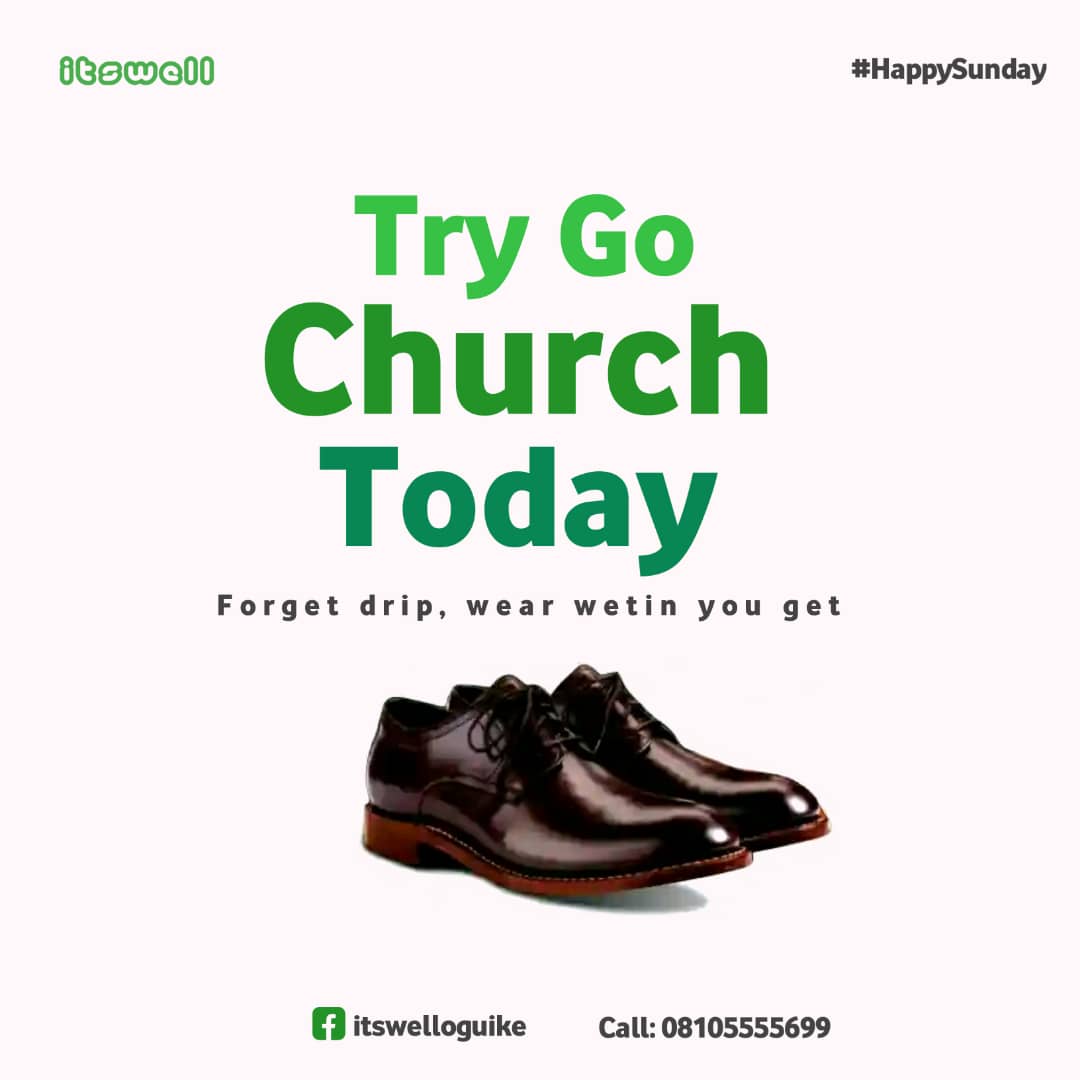 itswell
#HappySunday
Try Go
Church
Today
Forget drip, wear wetin you get
itswelloguike
Call: 08105555699